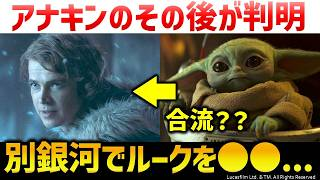 アナキンのその後が判明
合流??
別銀河でルークを●●...
Lucasfilm Ltd. & TM. All Rights Reserved